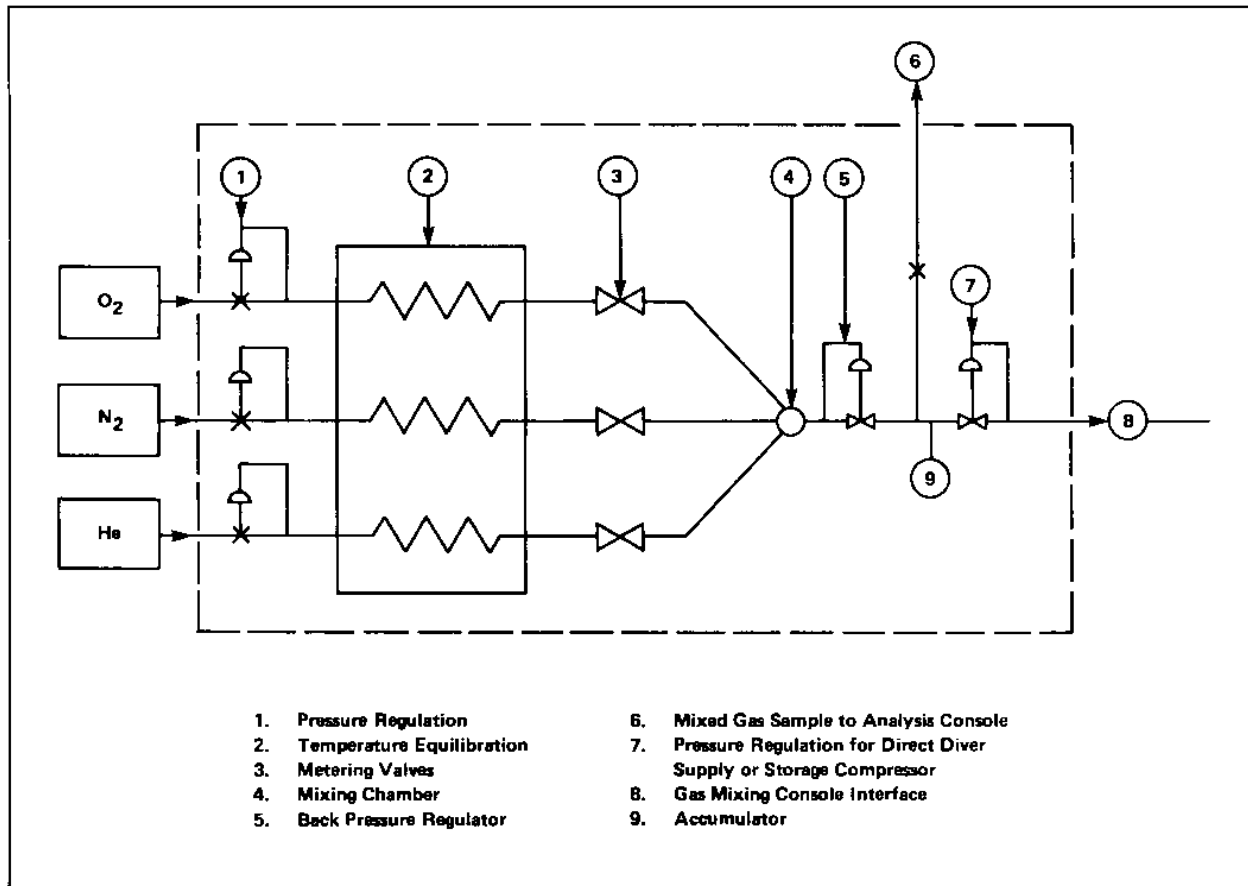 6
1
2
3
4
5
O2
7
N2
8
9
He
1. Pressure Regulation
2. Temperature Equilibration
3. Metering Valves
4. Mixing Chamber
5. Back Pressure Regulator
6. Mixed Gas Sample to Analysis Console
7. Pressure Regulation for Direct Diver
Supply or Storage Compressor
8. Gas Mixing Console Interface
9. Accumulator